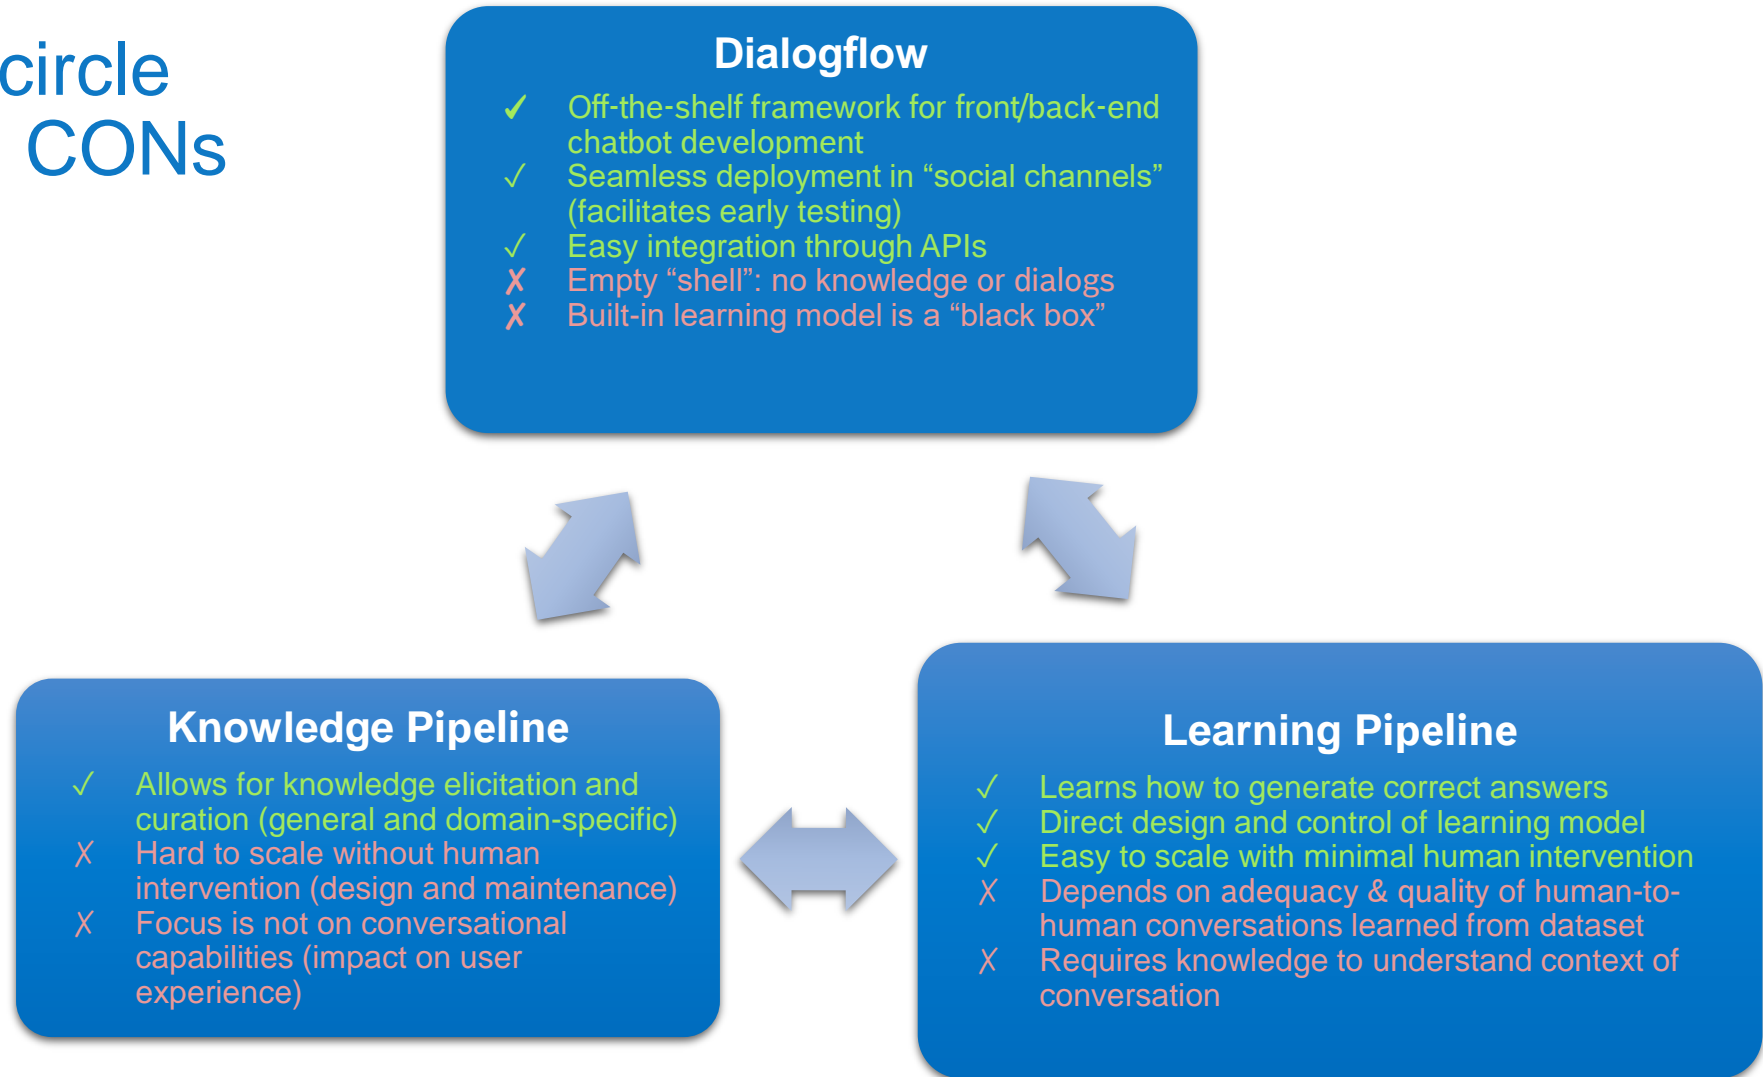 circle
CONs
Dialogflow
✓ Off-the-shelf framework for front/back-end
chatbot development
✓ Seamless deployment in “social channels”
(facilitates early testing)
✓ Easy integration through APIs
✗ Empty “shell”: no knowledge or dialogs
✗ Built-in learning model is a “black box”
Knowledge Pipeline
✓ Allows for knowledge elicitation and
curation (general and domain-specific)
✗ Hard to scale without human
intervention (design and maintenance)
✗ Focus is not on conversational
capabilities (impact on user
experience)
Learning Pipeline
✓ Learns how to generate correct answers
✓ Direct design and control of learning model
✓ Easy to scale with minimal human intervention
✗ Depends on adequacy & quality of human-to-
human conversations learned from dataset
✗ Requires knowledge to understand context of
conversation